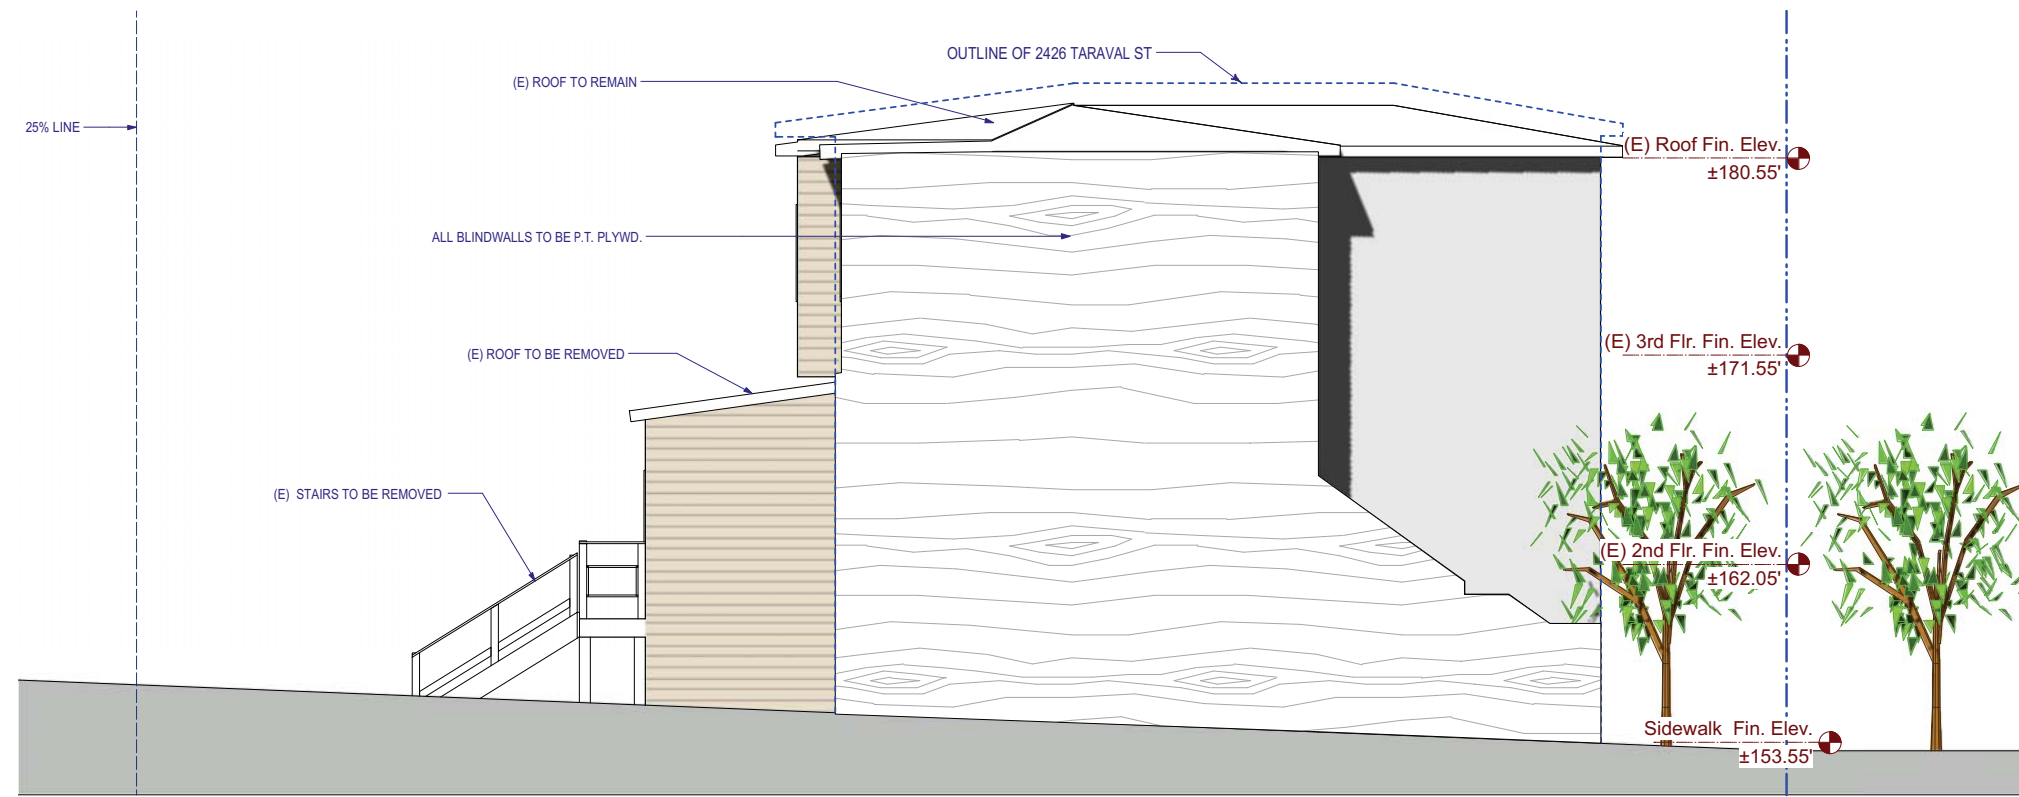 OUTLINE OF 2426 TARAVAL ST
(E) ROOF TO REMAIN
25% LINE
(E) Roof Fin. Elev.
±180.55'
ALL BLINDWALLS TO BE P.T. PLYWD.
(E) 3rd Flr. Fin. Elev.
±171.55'
(E) ROOF TO BE REMOVED
(E) STAIRS TO BE REMOVED
(E) 2nd Flr. Fin. Elev.
±162.05'
Sidewalk Fin. Elev.
±153.55'